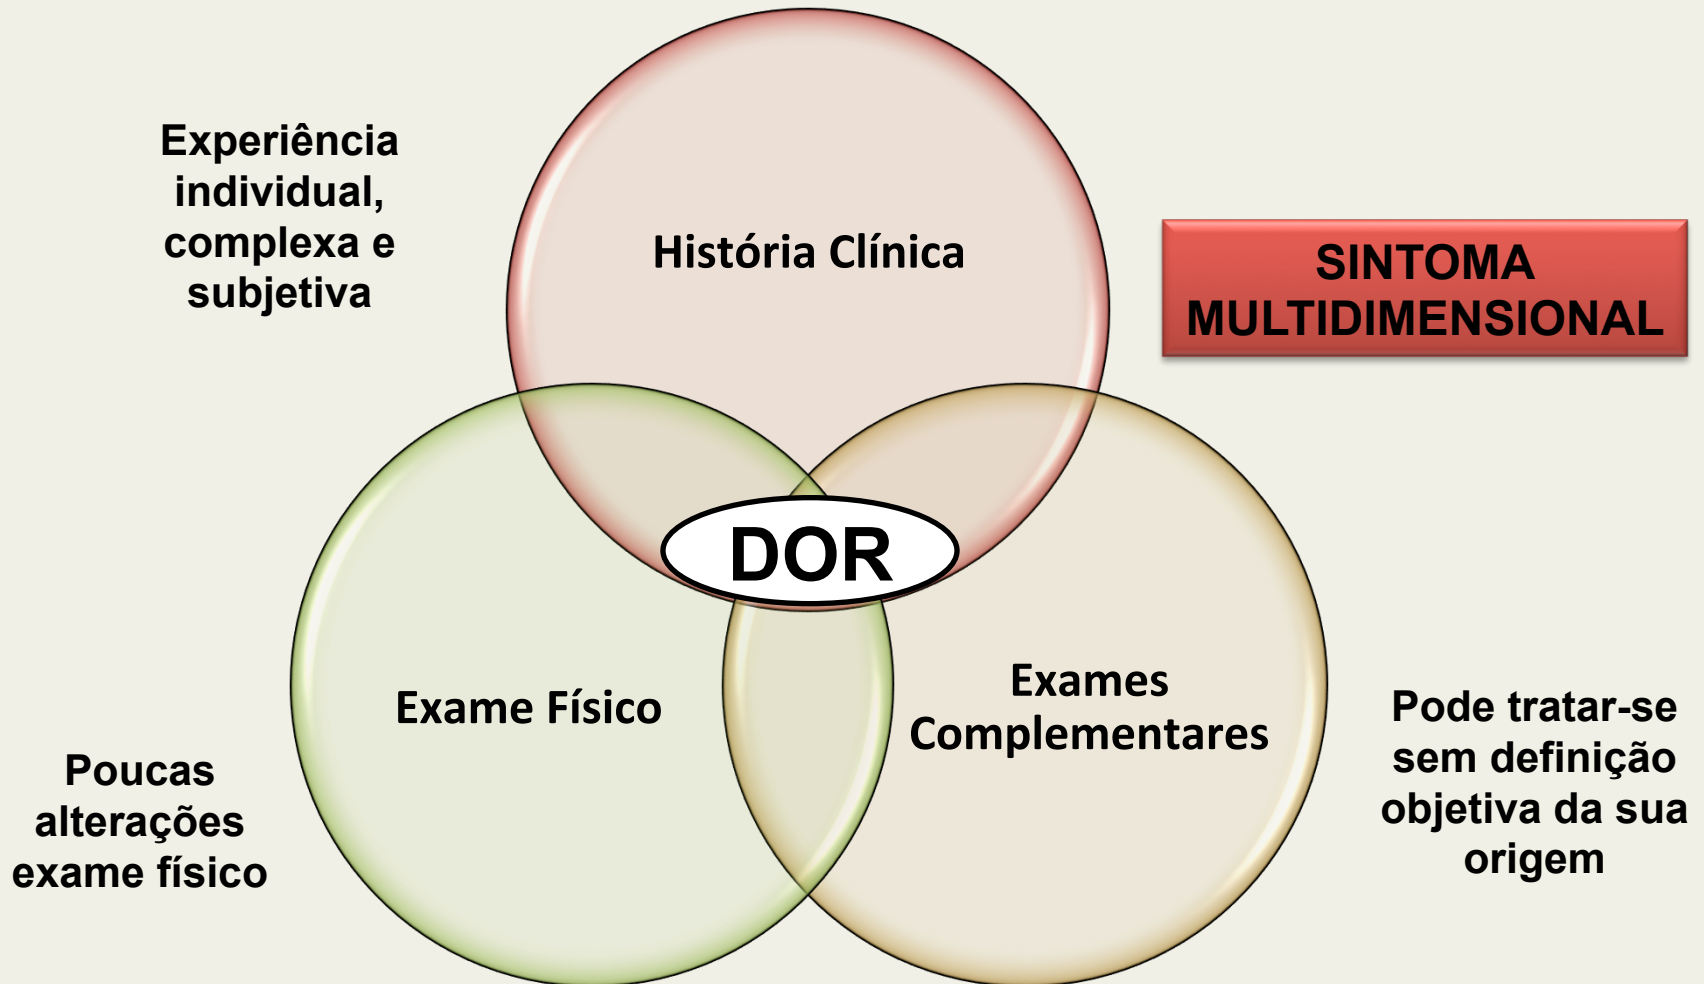 Experiência
individual,
complexa e
subjetiva
História Clínica
SINTOMA
MULTIDIMENSIONAL
DOR
Exame Físico
Exames
Complementares
Poucas
alterações
exame físico
Pode tratar-se
sem definição
objetiva da sua
origem